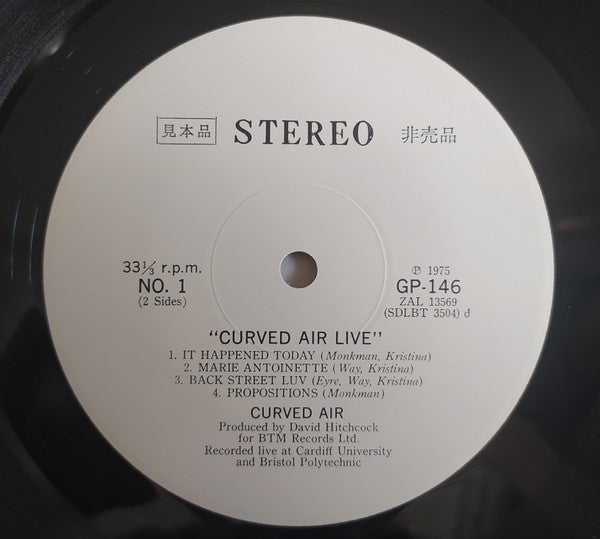 見本品 STEREO 非売品
33⅓ r.p.m.
NO. 1
(2 Sides)
℗ 1975
GP-146
ZAL 13569
(SDLBT 3504) d
"CURVED AIR LIVE"
1. IT HAPPENED TODAY (Monkman, Kristina)
2. MARIE ANTOINETTE (Way, Kristina)
3. BACK STREET LUV (Eyre, Way, Kristina)
4. PROPOSITIONS (Monkman)
CURVED AIR
Produced by David Hitchcock
for BTM Records Ltd.
Recorded live at Cardiff University
and Bristol Polytechnic